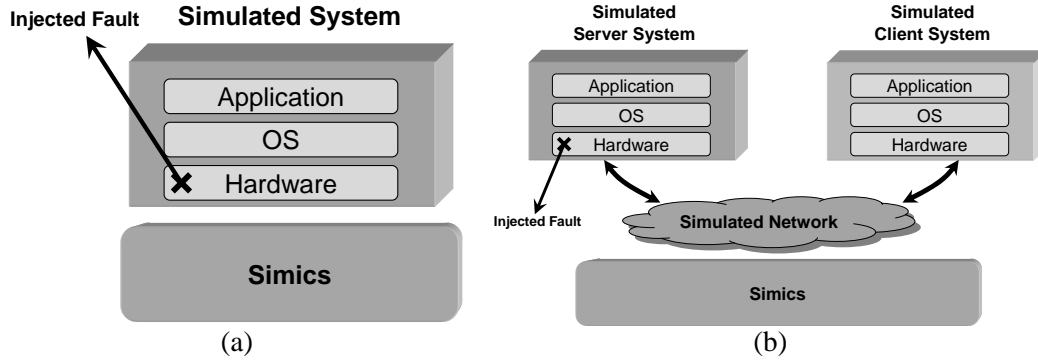 Injected Fault
Simulated System
Application
OS
Hardware
Simics
(a)
Simulated
Server System
Application
OS
Hardware
Injected Fault
Simulated
Client System
Application
OS
Hardware
Simulated Network
Simics
(b)